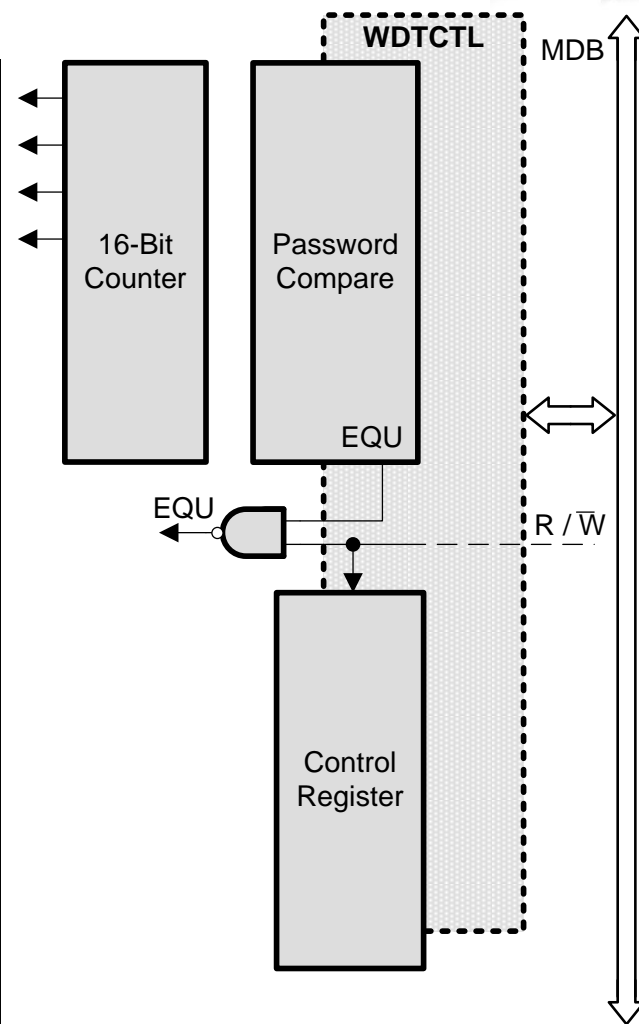 WDTCTL
MDB
16-Bit
Counter
Password
Compare
EQU
EQU
R / W̅
Control
Register